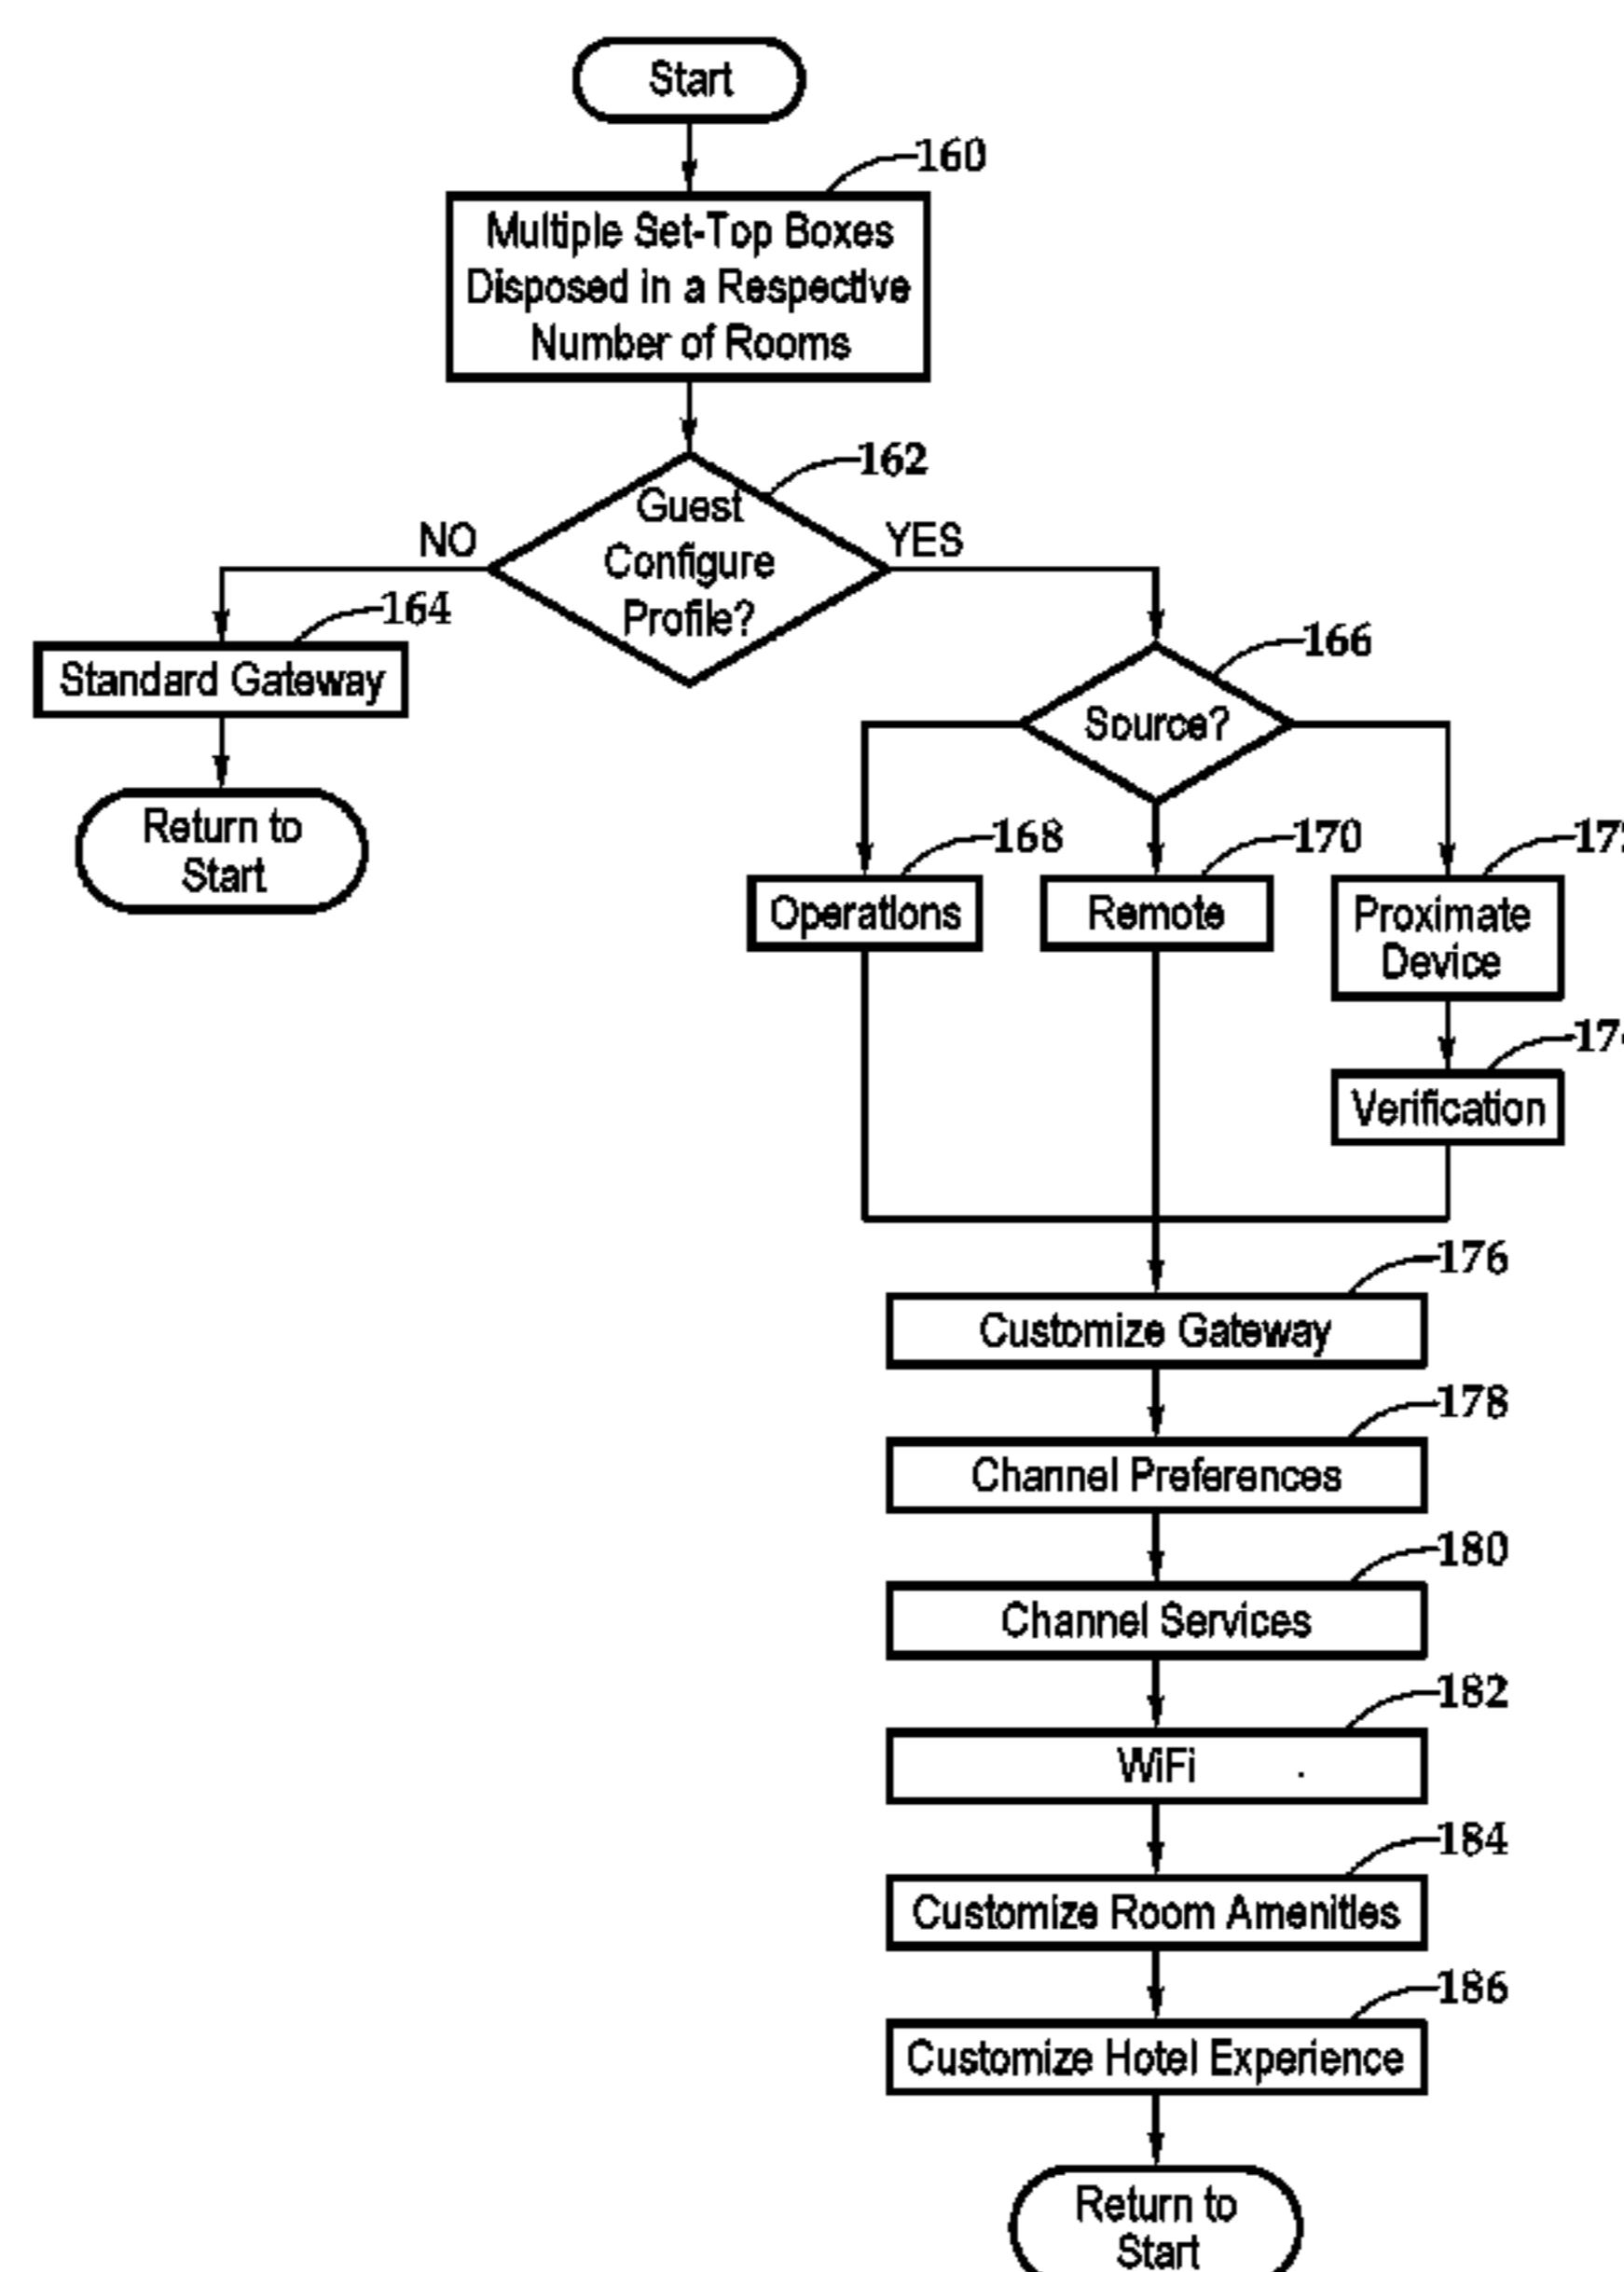 Start
160
Multiple Set-Top Boxes
Disposed in a Respective
Number of Rooms
162
Guest
Configure
Profile?
NO
YES
164
Standard Gateway
Return to
Start
166
Source?
168
170
Operations
Remote
Proximate
Device
Verification
176
Customize Gateway
178
Channel Preferences
180
Channel Services
182
WiFi
184
Customize Room Amenities
186
Customize Hotel Experience
Return to
Start